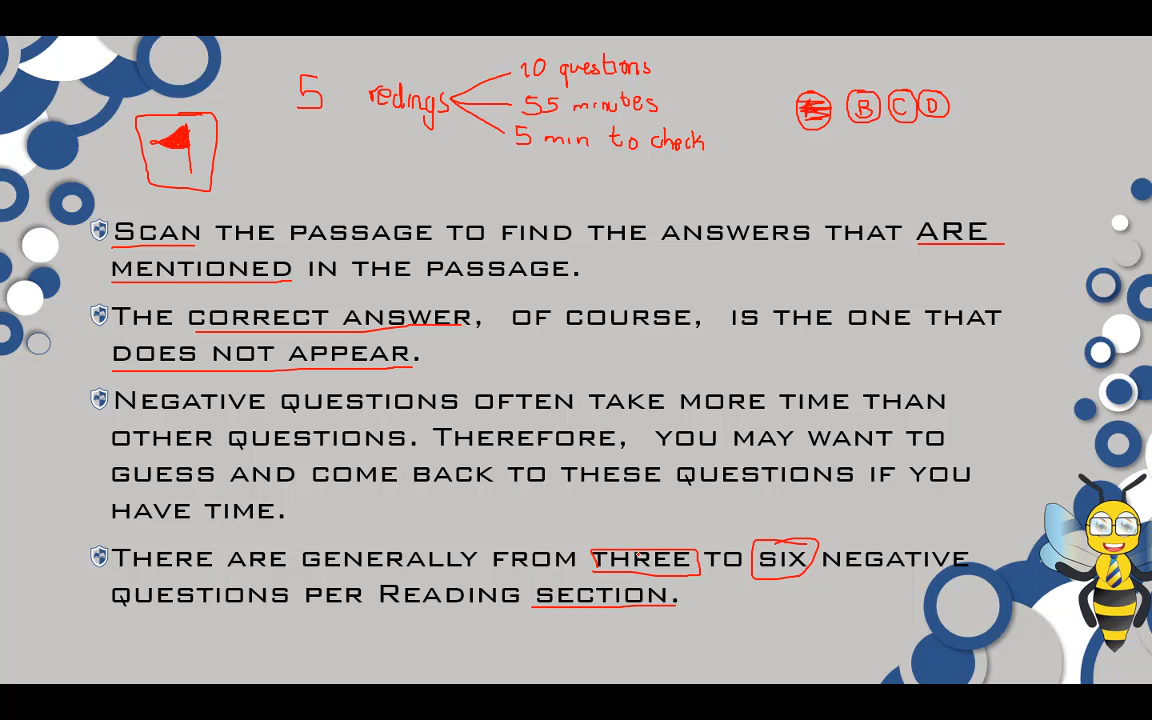 10 questions
5 redings
55 minutes
5 min to check
B C D
SCAN THE PASSAGE TO FIND THE ANSWERS THAT ARE
MENTIONED IN THE PASSAGE.
THE CORRECT ANSWER, OF COURSE, IS THE ONE THAT
DOES NOT APPEAR.
NEGATIVE QUESTIONS OFTEN TAKE MORE TIME THAN
OTHER QUESTIONS. THEREFORE, YOU MAY WANT TO
GUESS AND COME BACK TO THESE QUESTIONS IF YOU
HAVE TIME.
THERE ARE GENERALLY FROM THREE TO SIX NEGATIVE
QUESTIONS PER READING SECTION.